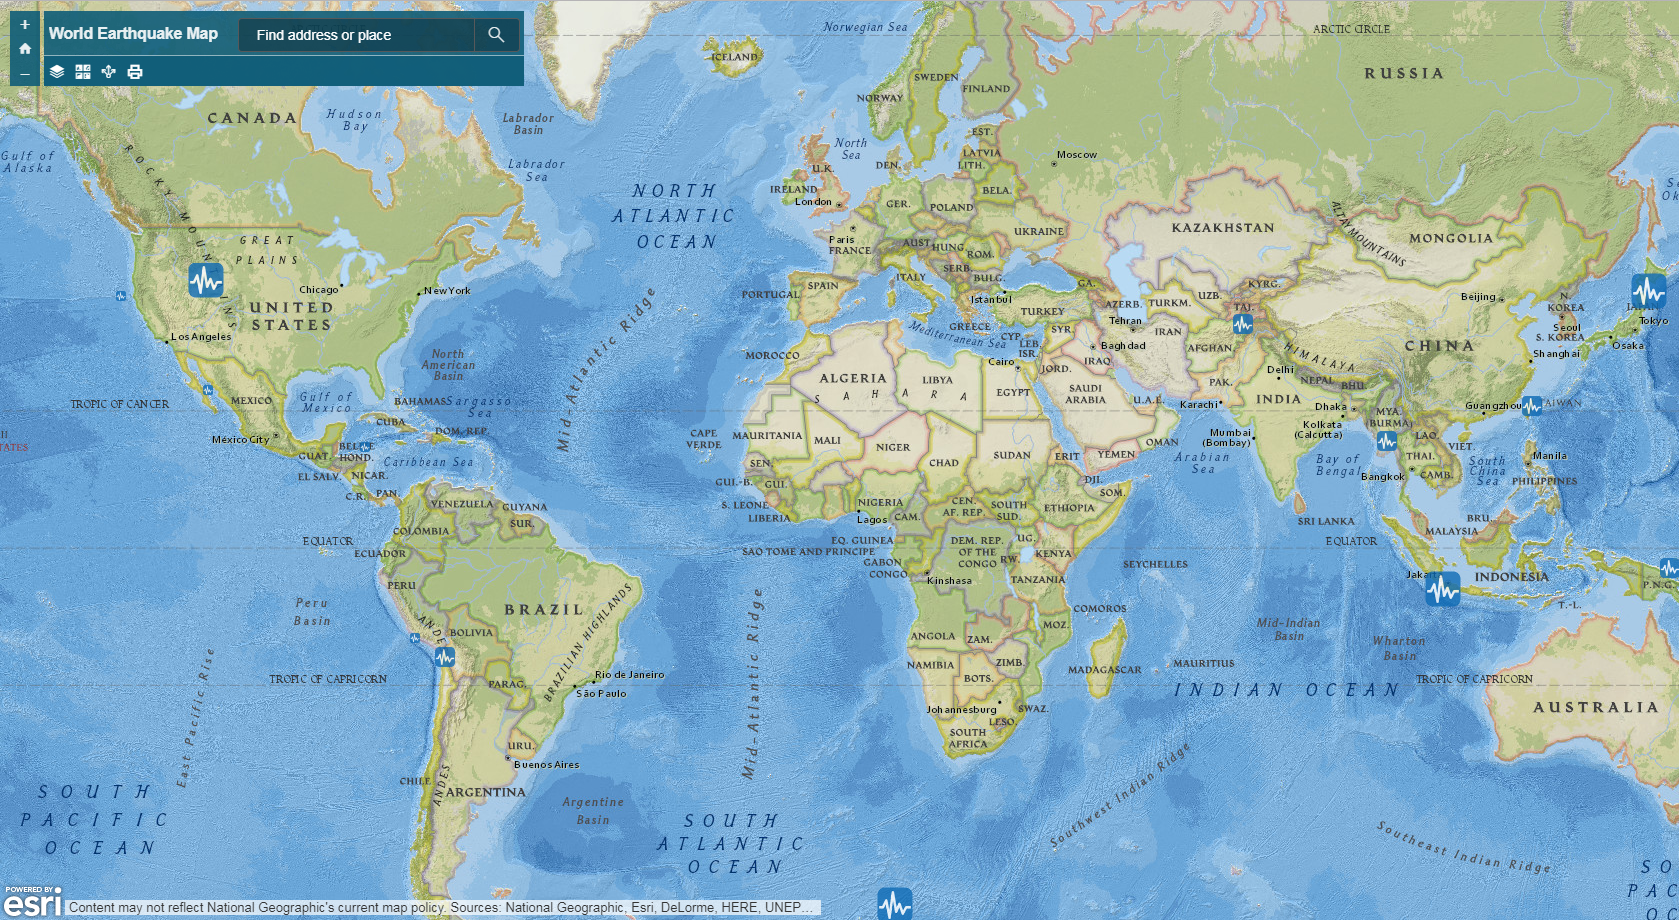 World Earthquake Map
Find address or place
Norwegian Sea
ARCTIC CIRCLE
ICELAND
RUSSIA
SWEDEN
FINLAND
NORWAY
CANADA
Hudson
Bay
Labrador
Basin
EST.
North
Sea
LATVIA
Moscow
Gulf of
Alaska
Labrador
Sea
U.K.
DEN.
LITH.
ROCKY MOUNTAINS
NORTH
ATLANTIC
OCEAN
IRELAND
London
BELA.
GER.
POLAND
KAZAKHSTAN
ALTAY MOUNTAINS
MONGOLIA
GREAT
PLAINS
Paris
FRANCE
AUST.
HUNG.
ROM.
UKRAINE
SERB.
BULG.
ITALY
Chicago
New York
PORTUGAL
SPAIN
Istanbul
GA.
AZERB.
TURKM.
UZB.
KYRG.
TAJ.
Beijing
N.
KOREA
UNITED
STATES
TURKEY
Tehran
Tokyo
Seoul
S. KOREA
GREECE
Mediterranean Sea
CYP.
SYR.
IRAN
Los Angeles
LEB.
ISR.
Baghdad
AFGHAN.
HIMALAYA
CHINA
Osaka
Shanghai
North
American
Basin
MOROCCO
Cairo
IRAQ
JORD.
Mid-Atlantic Ridge
ALGERIA
LIBYA
EGYPT
SAUDI
ARABIA
PAK.
Delhi
NEPAL
BHU.
SAHARA
TROPIC OF CANCER
MEXICO
Gulf of
Mexico
BAHAMAS
Sargasso
Sea
U.A.E.
Karachi
INDIA
Dhaka
Guangzhou
CUBA
DOM. REP.
Kolkata
(Calcutta)
MYA.
(BURMA)
STATES
México City
CAPE
VERDE
MAURITANIA
MALI
NIGER
CHAD
SUDAN
ERIT
YEMEN
OMAN
Mumbai
(Bombay)
LAO.
VIET.
HOND.
GUAT.
Caribbean Sea
SEN.
Arabian
Sea
Bay of
Bengal
THAI.
South
China
Sea
Manila
EL SALV.
NICAR.
GUI.-B.
GUI.
DJI.
SOM.
Bangkok
CAMB.
PHILIPPINES
C.R.
PAN.
VENEZUELA
GUYANA
SUR.
S. LEONE
LIBERIA
NIGERIA
Lagos
CAM.
CEN.
AF. REP.
SOUTH
SUD.
ETHIOPIA
SRI LANKA
BRU.
MALAYSIA
COLOMBIA
EQUATOR
ECUADOR
EQ. GUINEA
SAO TOME AND PRINCIPE
GABON
CONGO
DEM. REP.
OF THE
CONGO
UG.
RW.
KENYA
EQUATOR
SEYCHELLES
PERU
Kinshasa
TANZANIA
INDONESIA
P.N.G.
Peru
Basin
BRAZIL
BRAZILIAN HIGHLANDS
COMOROS
T.-L.
ANDES
BOLIVIA
ANGOLA
ZAM.
MOZ.
Mid-Indian
Basin
Wharton
Basin
NAMIBIA
ZIMB.
BOTS.
MADAGASCAR
MAURITIUS
TROPIC OF CAPRICORN
Rio de Janeiro
São Paulo
PARAG.
Mid-Atlantic Ridge
INDIAN OCEAN
TROPIC OF CAPRICORN
East Pacific Rise
Johannesburg
SWAZ.
LESO.
AUSTRALIA
SOUTH
AFRICA
URU.
Buenos Aires
CHILE
ANDES
ARGENTINA
Southwest Indian Ridge
SOUTH
PACIFIC
OCEAN
Argentine
Basin
SOUTH
ATLANTIC
OCEAN
Southeast Indian Ridge
POWERED BY
esri
Content may not reflect National Geographic's current map policy. Sources: National Geographic, Esri, DeLorme, HERE, UNEP...